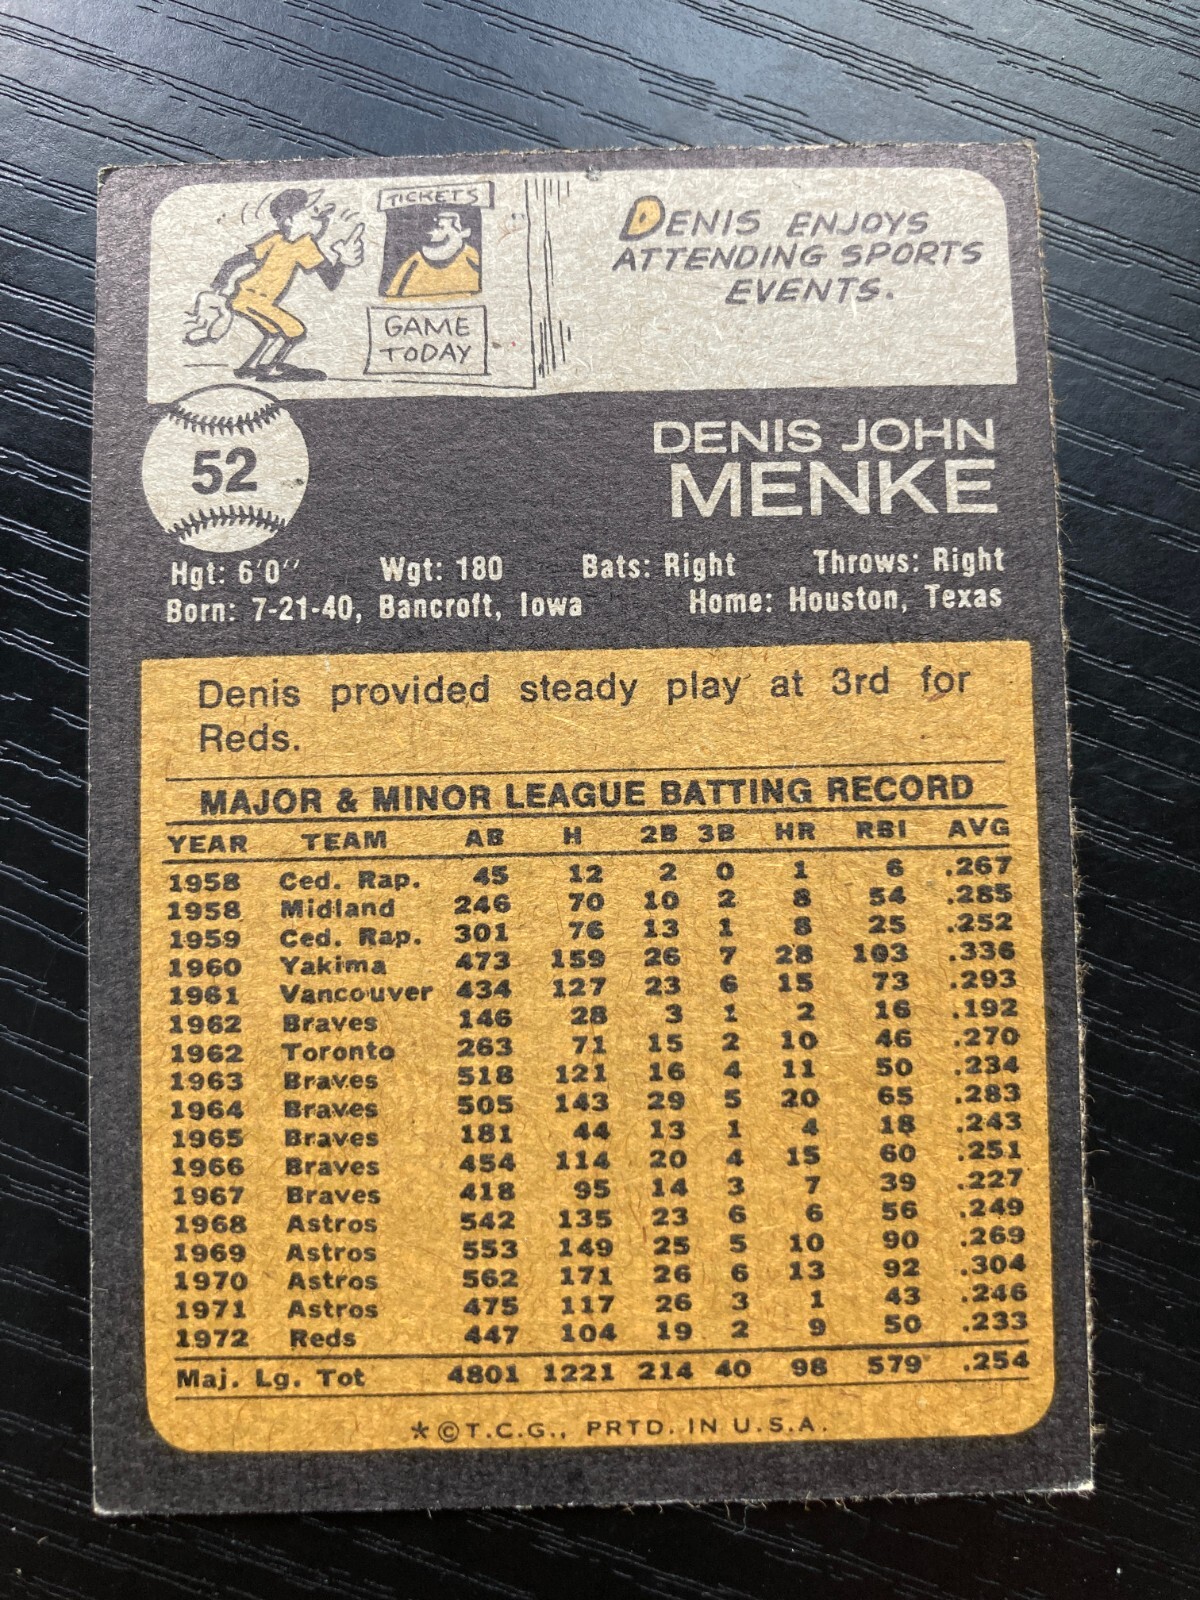 TICKETS
GAME
TODAY
DENIS ENJOYS
ATTENDING SPORTS
EVENTS.
52
DENIS JOHN
MENKE
Hgt: 6'0" Wgt: 180 Bats: Right Throws: Right
Born: 7-21-40, Bancroft, Iowa Home: Houston, Texas
Denis provided steady play at 3rd for
Reds.
MAJOR & MINOR LEAGUE BATTING RECORD
YEAR TEAM AB H 2B 3B HR RBI AVG
1958 Ced. Rap. 45 12 2 0 1 6 .267
1958 Midland 246 70 10 2 8 54 .285
1959 Ced. Rap. 301 76 13 1 8 25 .252
1960 Yakima 473 159 26 7 28 103 .336
1961 Vancouver 434 127 23 6 15 73 .293
1962 Braves 146 28 3 1 2 16 .192
1962 Toronto 263 71 15 2 10 46 .270
1963 Braves 518 121 16 4 11 50 .234
1964 Braves 505 143 29 5 20 65 .283
1965 Braves 181 44 13 1 4 18 .243
1966 Braves 454 114 20 4 15 60 .251
1967 Braves 418 95 14 3 7 39 .227
1968 Astros 542 135 23 6 6 56 .249
1969 Astros 553 149 25 5 10 90 .269
1970 Astros 562 171 26 6 13 92 .304
1971 Astros 475 117 26 3 1 43 .246
1972 Reds 447 104 19 2 9 50 .233
Maj. Lg. Tot 4801 1221 214 40 98 579 .254
*©T.C.G., PRTD. IN U.S.A.